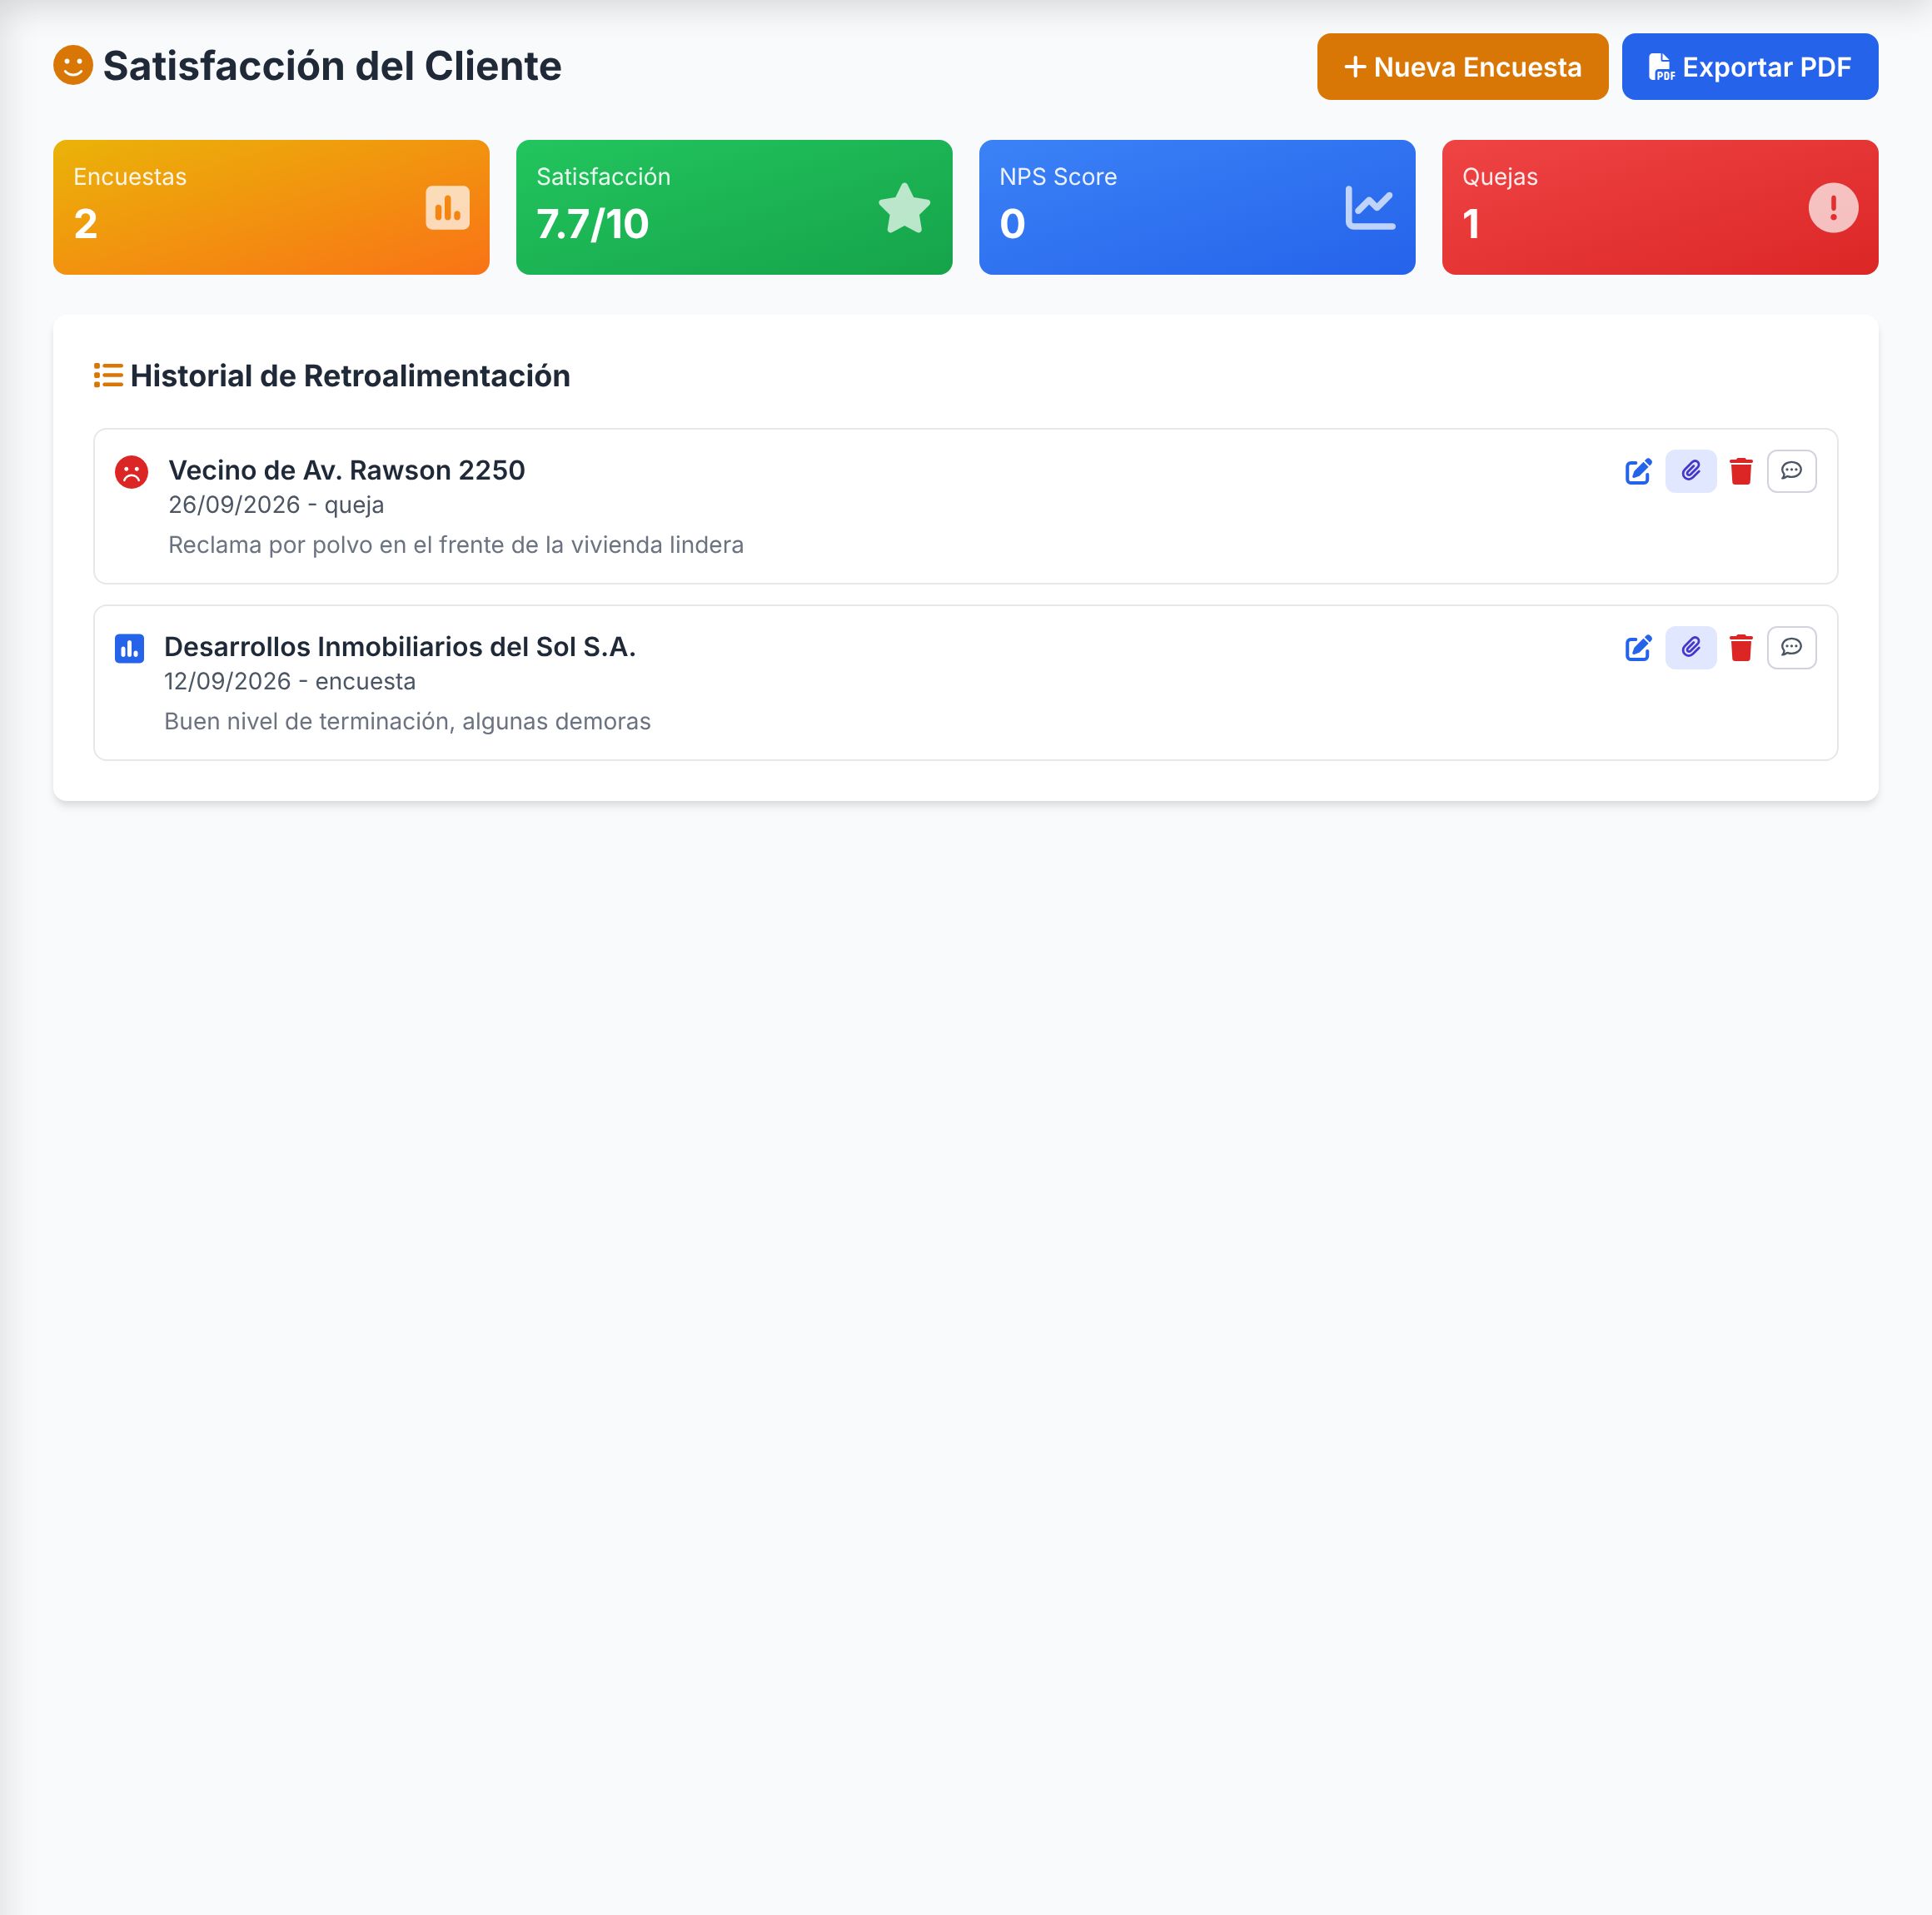 Satisfacción del Cliente
+ Nueva Encuesta
PDF Exportar PDF
Encuestas
2
Satisfacción
7.7/10
NPS Score
0
Quejas
1
Historial de Retroalimentación
Vecino de Av. Rawson 2250
26/09/2026 - queja
Reclama por polvo en el frente de la vivienda lindera
Desarrollos Inmobiliarios del Sol S.A.
12/09/2026 - encuesta
Buen nivel de terminación, algunas demoras